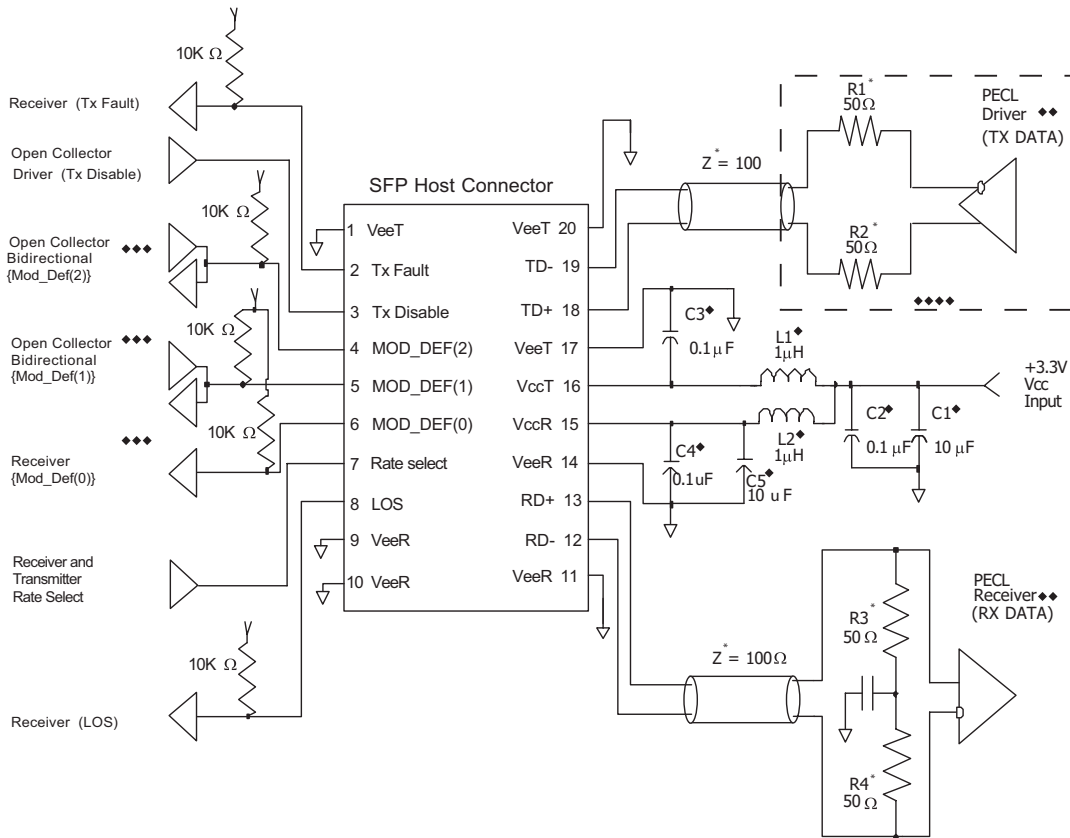 10K Ω
Receiver (Tx Fault)
Open Collector
Driver (Tx Disable)
10K Ω
Open Collector ◆◆◆
Bidirectional
{Mod_Def(2)}
10K Ω
Open Collector ◆◆◆
Bidirectional
{Mod_Def(1)}
10K Ω
◆◆◆
Receiver
{Mod_Def(0)}
Receiver and
Transmitter
Rate Select
10K Ω
Receiver (LOS)
SFP Host Connector
1 VeeT
2 Tx Fault
3 Tx Disable
4 MOD_DEF(2)
5 MOD_DEF(1)
6 MOD_DEF(0)
7 Rate select
8 LOS
9 VeeR
10 VeeR
VeeT 20
TD- 19
TD+ 18
VeeT 17
VccT 16
VccR 15
VeeR 14
RD+ 13
RD- 12
VeeR 11
Z* = 100
R1*
50Ω
R2*
50Ω
◆◆◆◆
PECL
Driver ◆◆
(TX DATA)
C3◆
0.1 μF
L1◆
1μH
L2◆
1μH
C4◆
0.1uF
C5◆
10 uF
C2◆
0.1 μF
C1◆
10 μF
+3.3V
Vcc
Input
Z* = 100Ω
R3*
50 Ω
R4*
50 Ω
PECL
Receiver◆◆
(RX DATA)